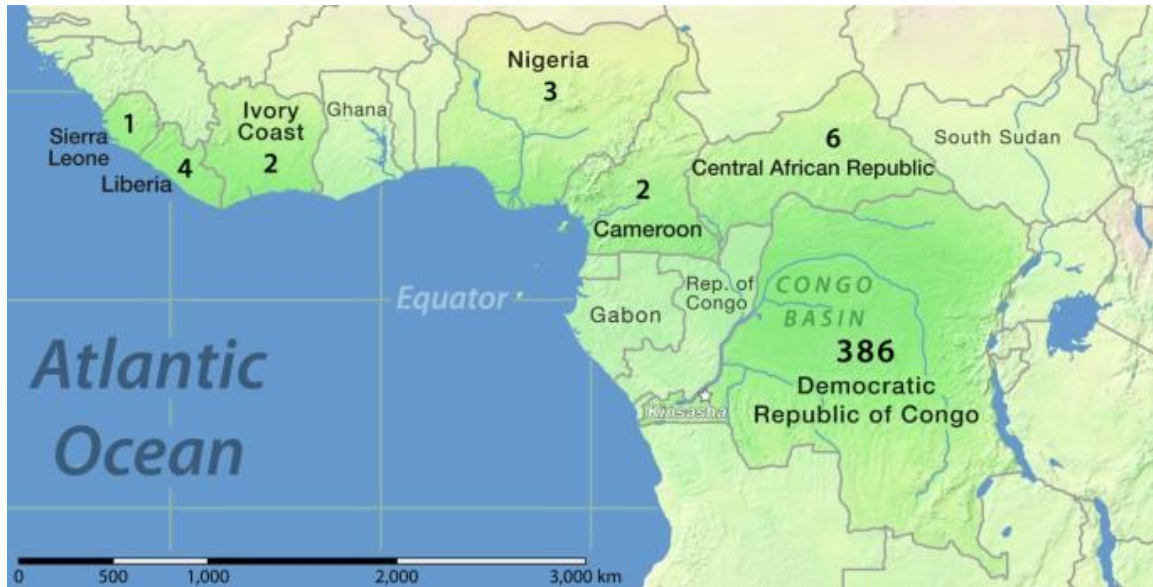 Nigeria
3
Ivory
Coast
2
Ghana
1
Sierra
Leone
4
Liberia
6
Central African Republic
South Sudan
2
Cameroon
Rep. of
Congo
Gabon
CONGO
BASIN
386
Democratic
Republic of Congo
Kinsasha
Equator
Atlantic
Ocean
0 500 1,000 2,000 3,000 km